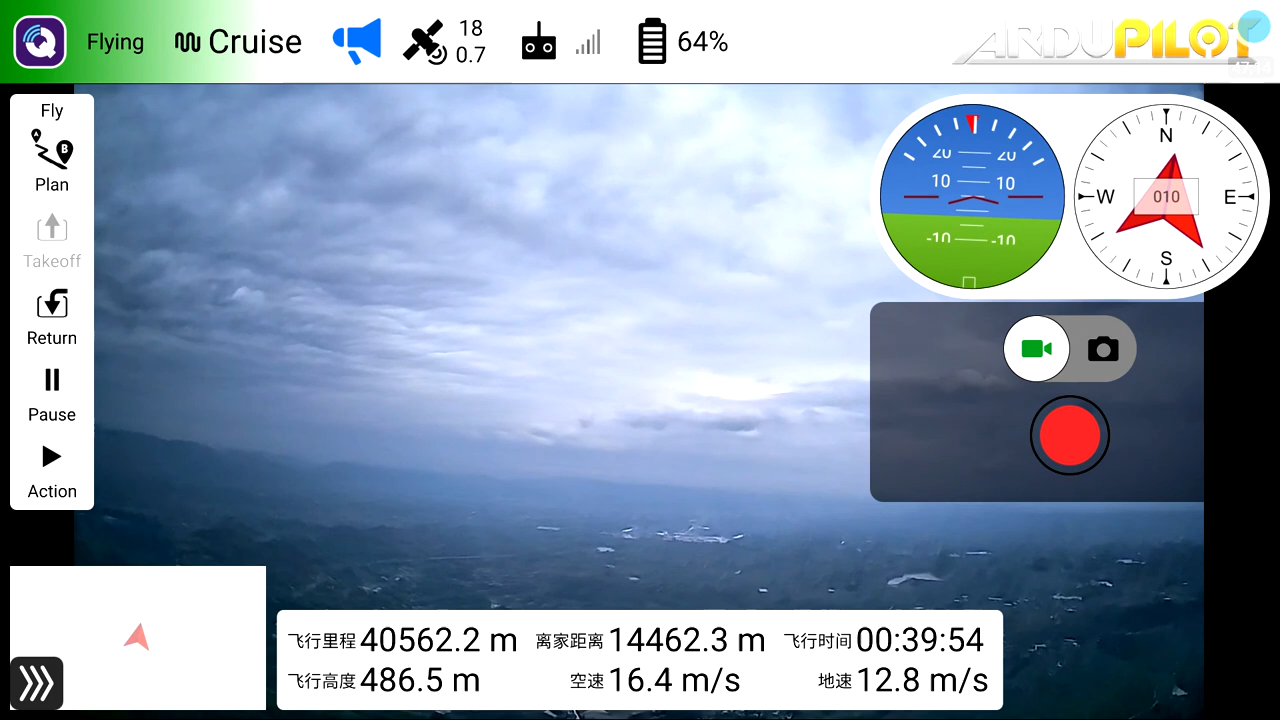 Flying
Cruise
18
0.7
64%
ARDUPILOT
Fly
Plan
Takeoff
Return
Pause
Action
A
B
20 20
10 10
-10 -10
N
W 010 E
S
飞行里程 40562.2 m 离家距离 14462.3 m 飞行时间 00:39:54
飞行高度 486.5 m 空速 16.4 m/s 地速 12.8 m/s